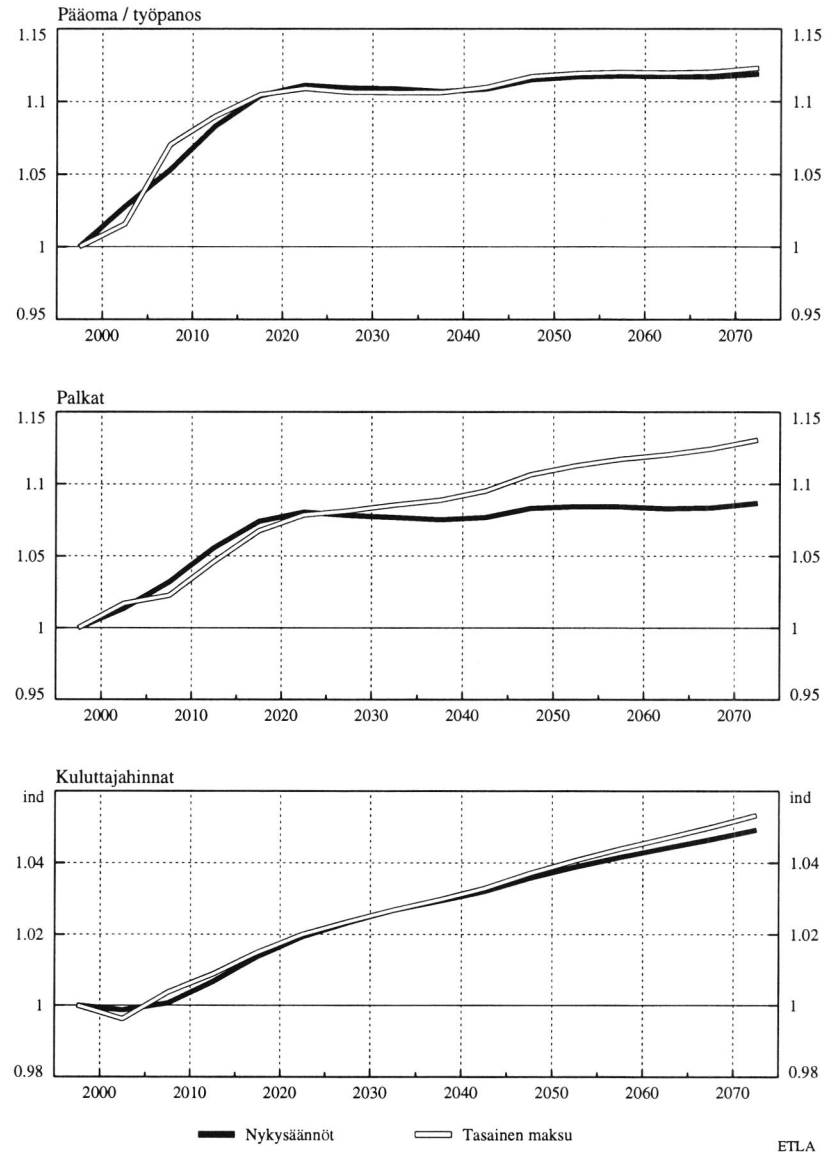 Pääoma / työpanos
1.15 1.15
1.1 1.1
1.05 1.05
1 1
0.95 0.95
2000 2010 2020 2030 2040 2050 2060 2070
Palkat
1.15 1.15
1.1 1.1
1.05 1.05
1 1
0.95 0.95
2000 2010 2020 2030 2040 2050 2060 2070
Kuluttajahinnat
ind ind
1.04 1.04
1.02 1.02
1 1
0.98 0.98
2000 2010 2020 2030 2040 2050 2060 2070
Nykysäännöt Tasainen maksu
ETLA